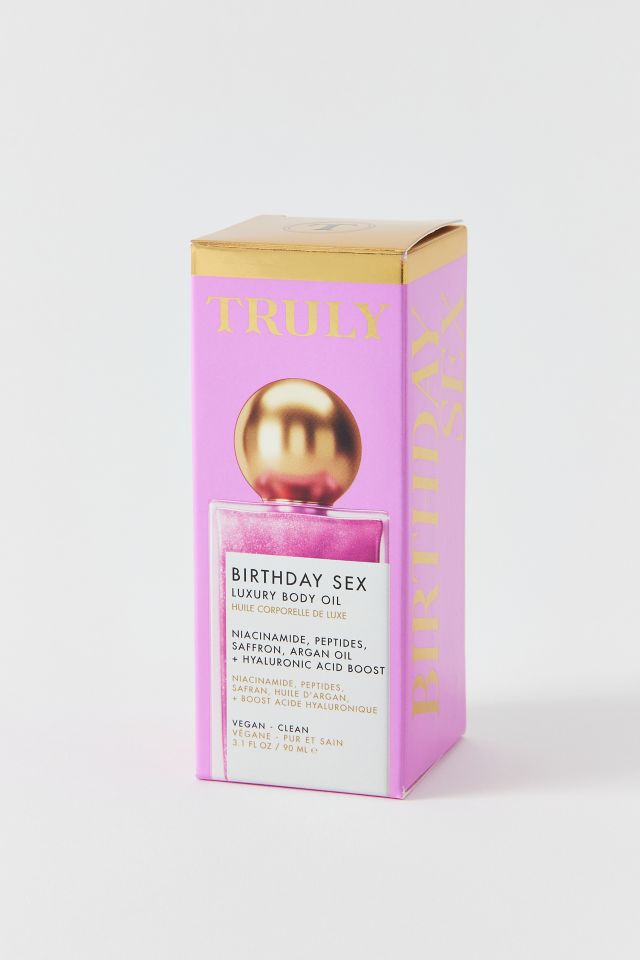 T
TRULY
BIRTHDAY SEX
LUXURY BODY OIL
HUILE CORPORELLE DE LUXE
NIACINAMIDE, PEPTIDES,
SAFFRON, ARGAN OIL
+ HYALURONIC ACID BOOST
NIACINAMIDE, PEPTIDES,
SAFRAN, HUILE D'ARGAN,
+ BOOST ACIDE HYALURONIQUE
VEGAN - CLEAN
VÉGANE - PUR ET SAIN
3.1 FL OZ / 90 ML ℮
BIRTHDAY
SEX